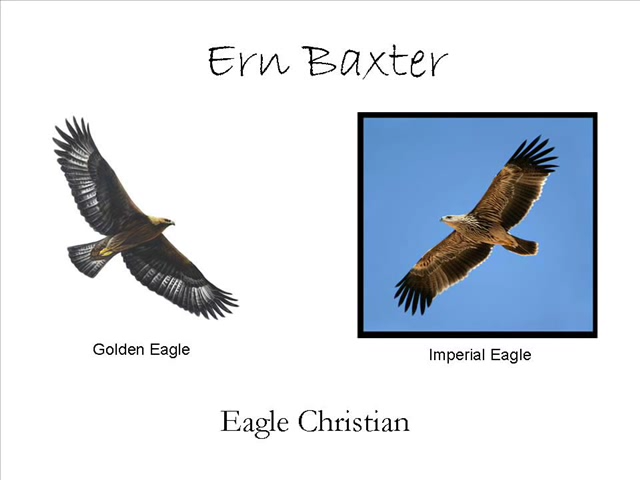 Ern Baxter
Golden Eagle
Imperial Eagle
Eagle Christian